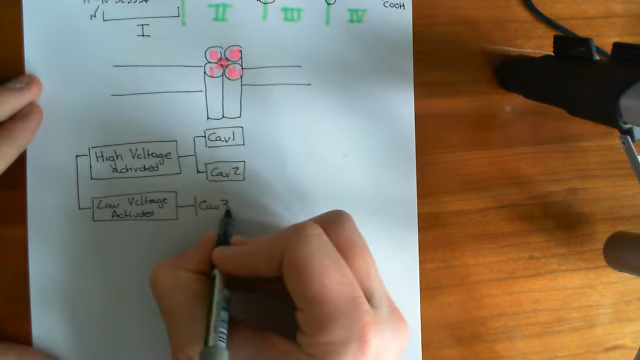 COOH
N
I
II
III
IV
High Voltage
activated
Cav1
Cav2
Low Voltage
Activated
Cav3